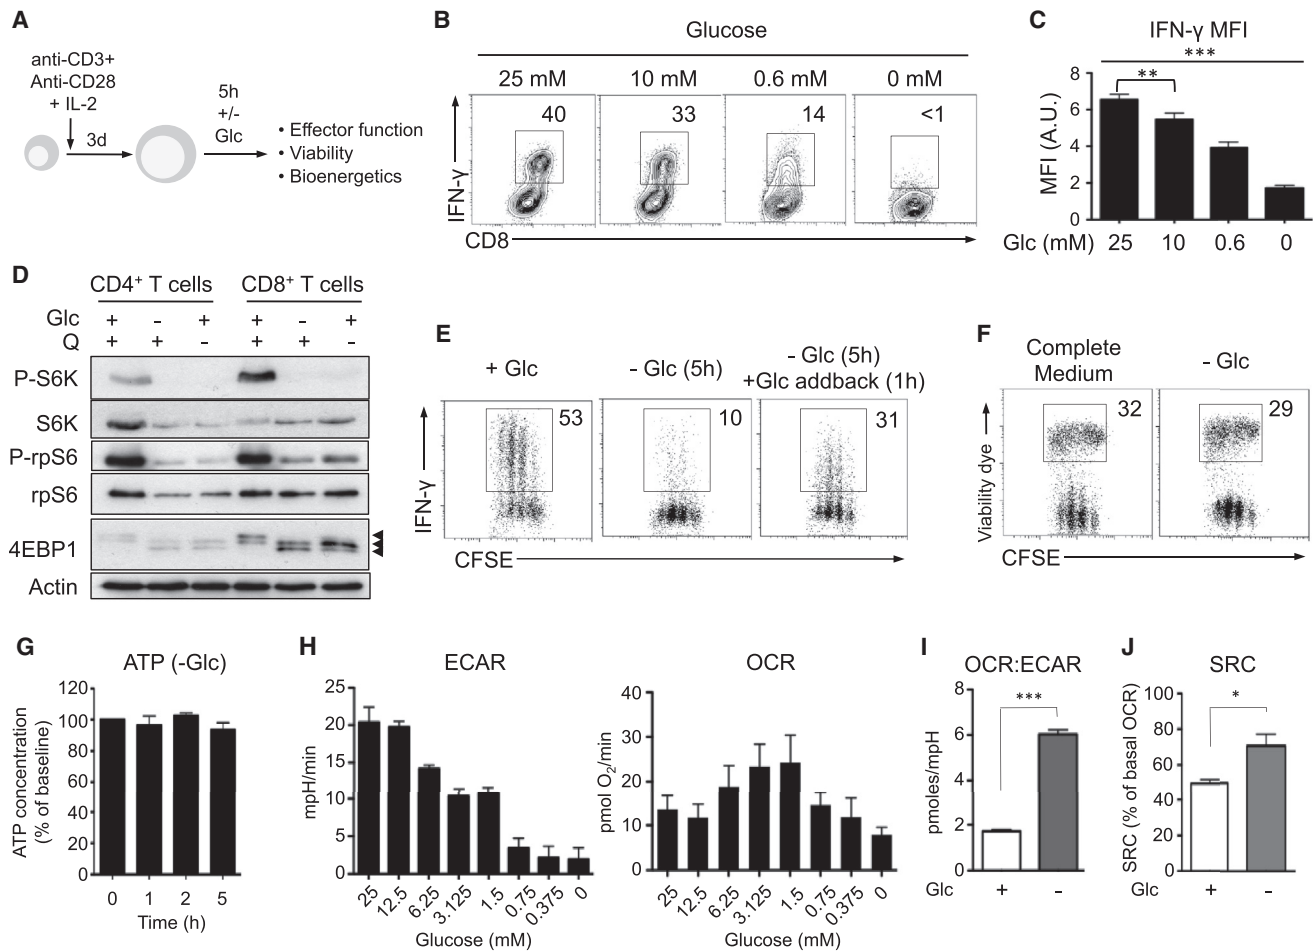 A
anti-CD3+
Anti-CD28
+ IL-2
3d
5h
+/-
Glc
• Effector function
• Viability
• Bioenergetics
B
Glucose
25 mM 10 mM 0.6 mM 0 mM
40 33 14 <1
IFN-γ
CD8
C
IFN-γ MFI
***
**
8
6
4
2
0
MFI (A.U.)
Glc (mM) 25 10 0.6 0
D
CD4+ T cells CD8+ T cells
Glc + - + + - +
Q + + - + + -
P-S6K
S6K
P-rpS6
rpS6
4EBP1
Actin
E
+ Glc - Glc (5h) - Glc (5h)
+Glc addback (1h)
53 10 31
IFN-γ
CFSE
F
Complete
Medium
- Glc
32 29
Viability dye
CFSE
G
ATP (-Glc)
120
100
80
60
40
20
0
ATP concentration
(% of baseline)
0 1 2 5
Time (h)
H
ECAR
25
20
15
10
5
0
mpH/min
25 12.5 6.25 3.125 1.5 0.75 0.375 0
Glucose (mM)
OCR
40
30
20
10
0
pmol O2/min
25 12.5 6.25 3.125 1.5 0.75 0.375 0
Glucose (mM)
I
OCR:ECAR
***
8
6
4
2
0
pmoles/mpH
Glc + -
J
SRC
*
100
80
60
40
20
0
SRC (% of basal OCR)
Glc + -